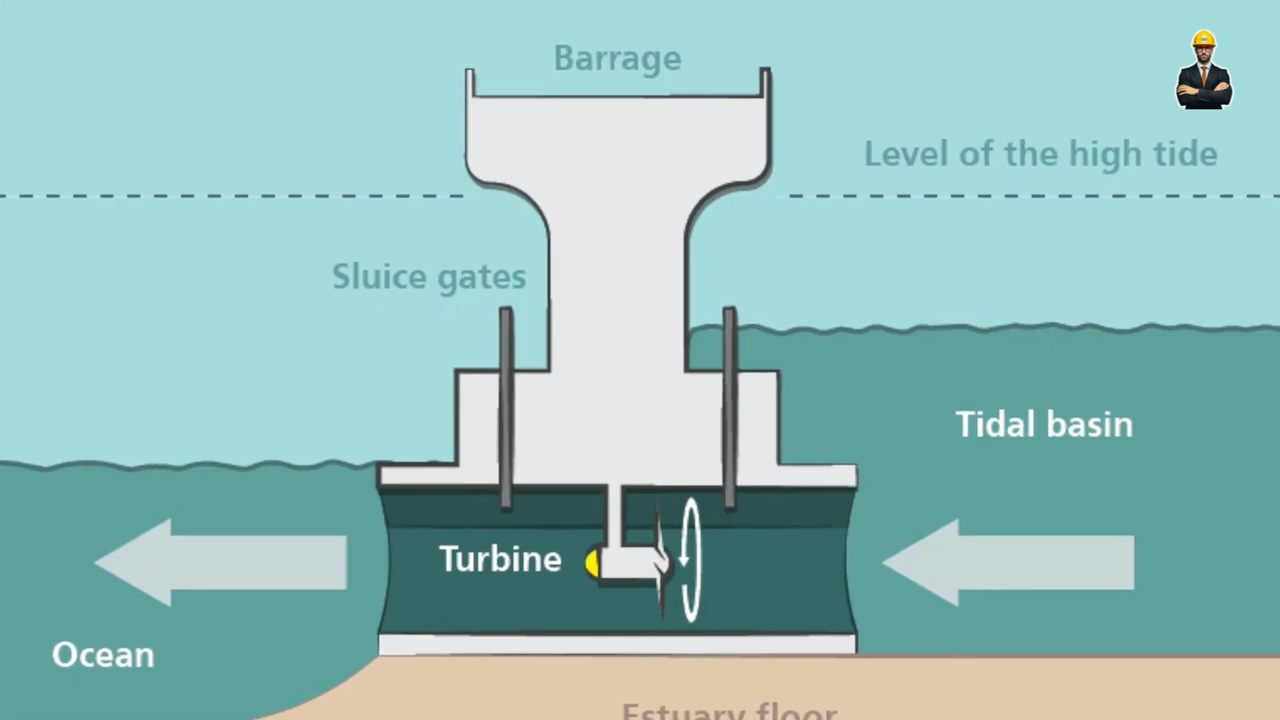 Barrage
Level of the high tide
Sluice gates
Tidal basin
Turbine
Ocean
Estuary floor